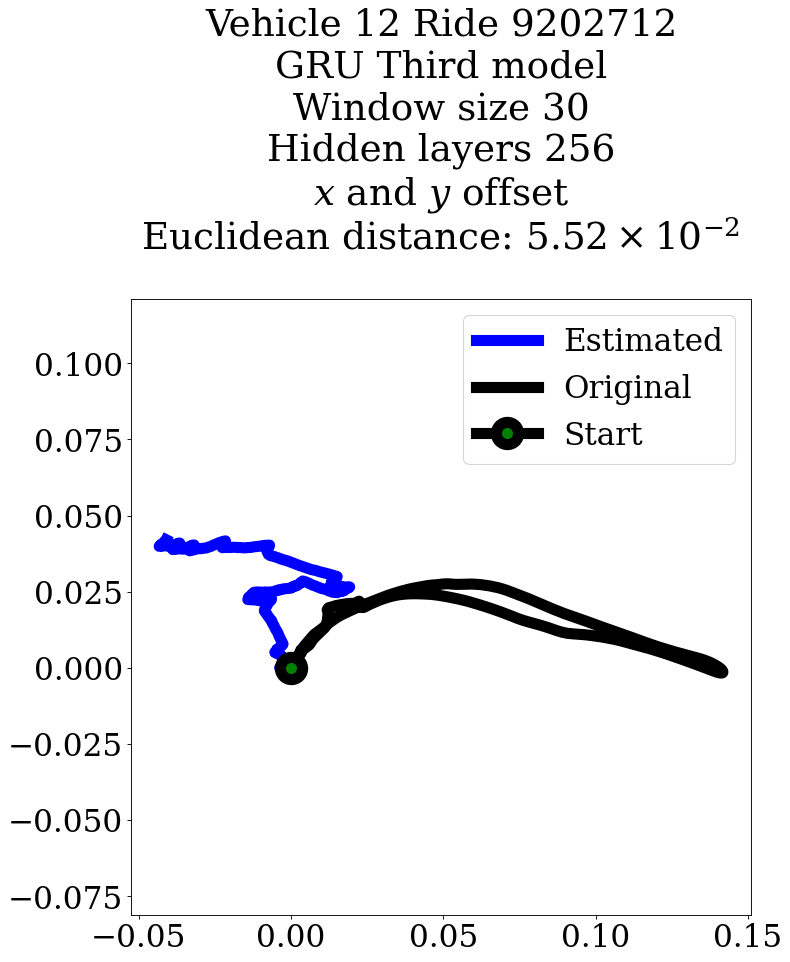 Vehicle 12 Ride 9202712
GRU Third model
Window size 30
Hidden layers 256
x and y offset
Euclidean distance: 5.52 × 10⁻²
Estimated
Original
Start
0.100
0.075
0.050
0.025
0.000
−0.025
−0.050
−0.075
−0.05 0.00 0.05 0.10 0.15